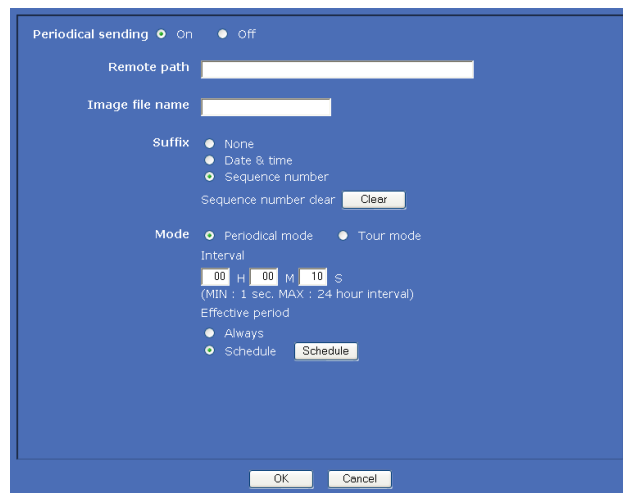 Periodical sending On Off
Remote path
Image file name
Suffix None
Date & time
Sequence number
Sequence number clear Clear
Mode Periodical mode Tour mode
Interval
00 H 00 M 10 S
(MIN : 1 sec. MAX : 24 hour interval)
Effective period
Always
Schedule Schedule
OK Cancel